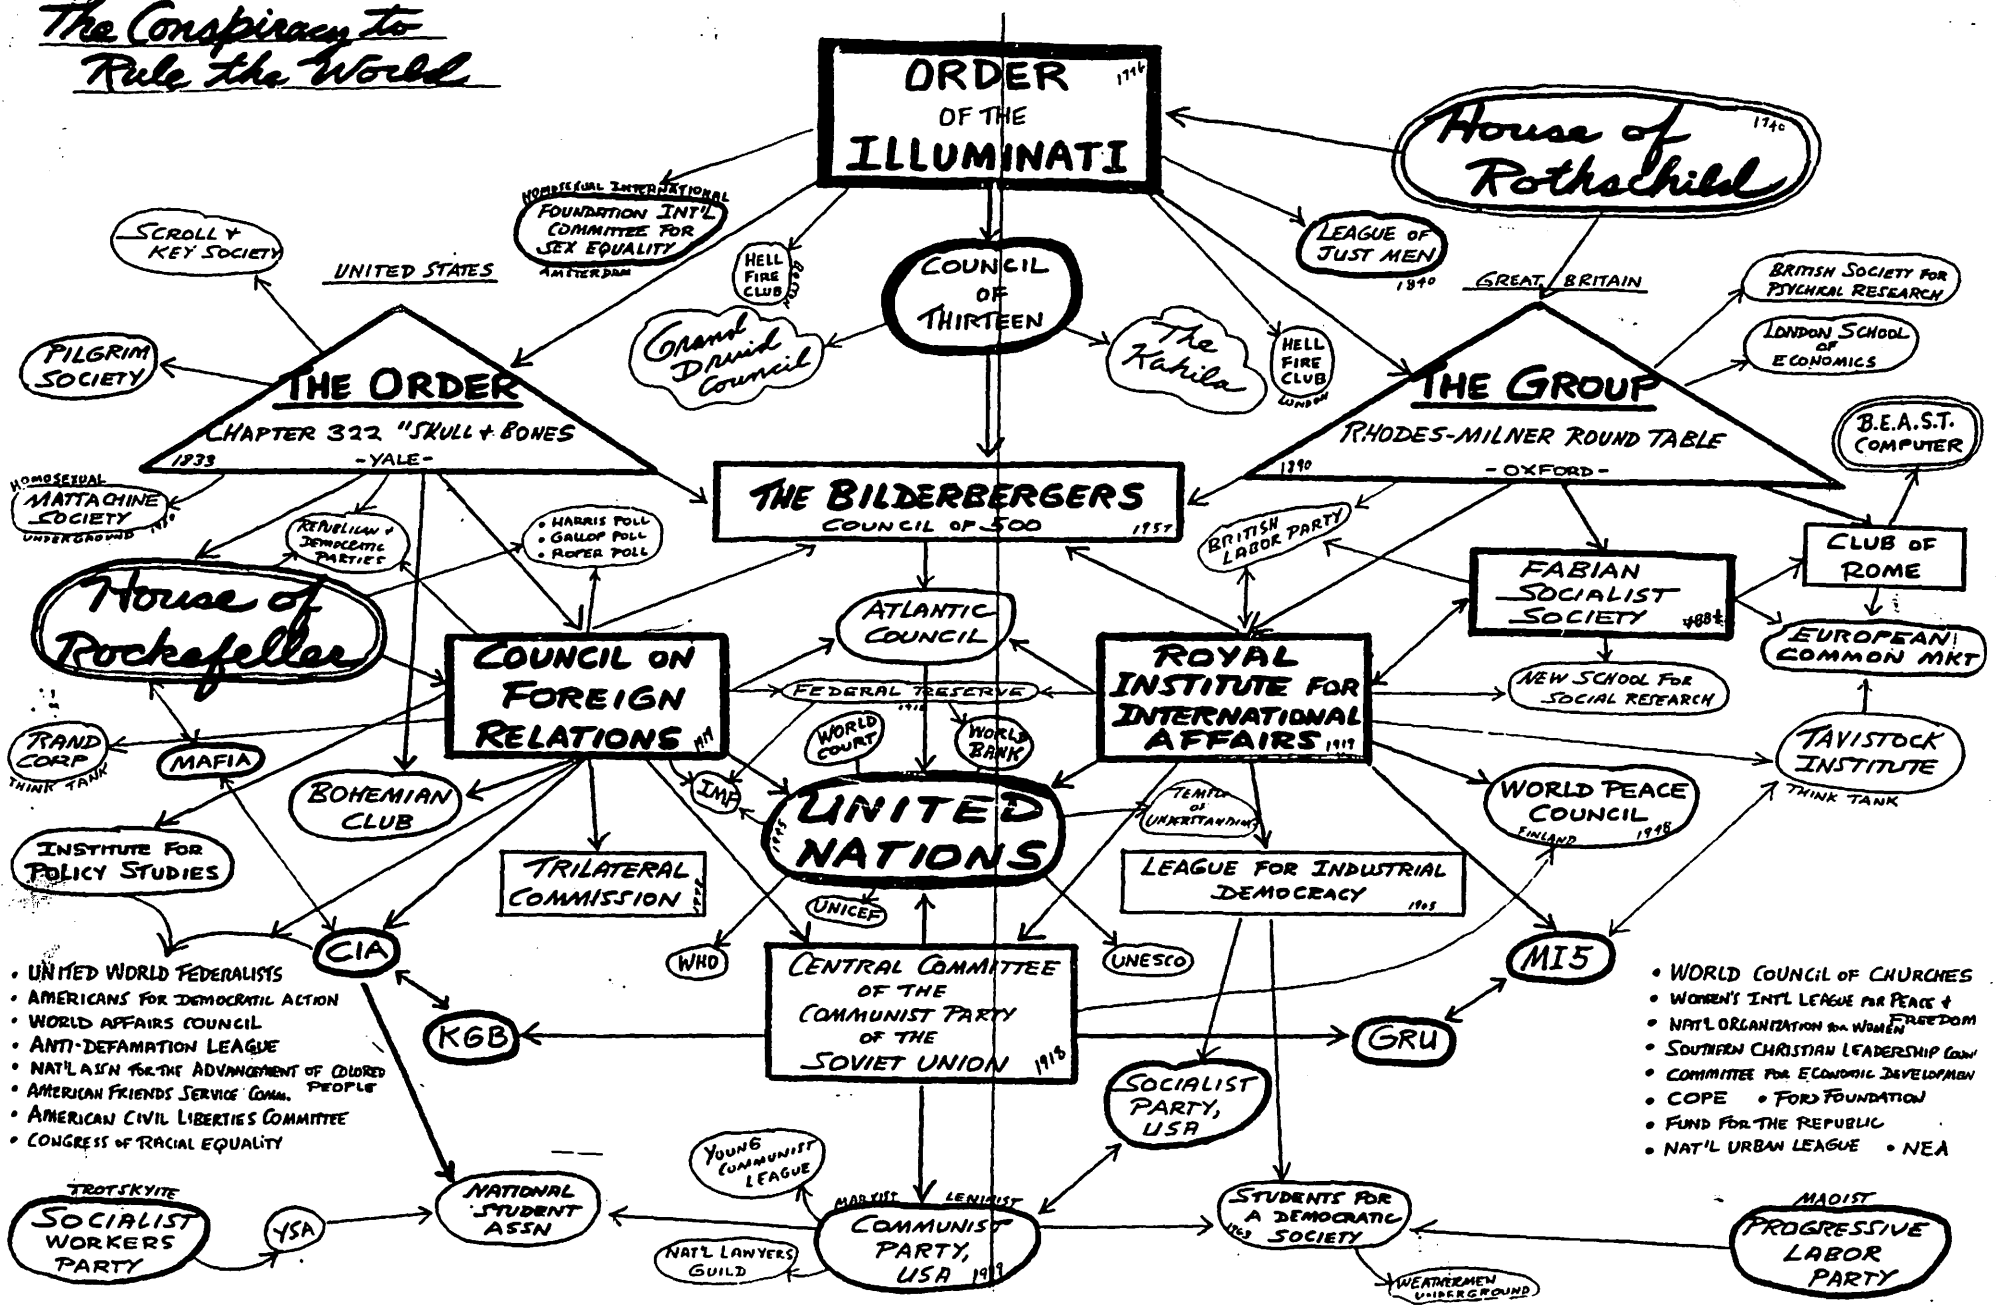 The Conspiracy to
Rule the World
ORDER
OF THE
ILLUMINATI
1776
House of
Rothschild
1740
HOMOSEXUAL INTERNATIONAL
FOUNDATION INT'L
COMMITTEE FOR
SEX EQUALITY
AMSTERDAM
HELL
FIRE
CLUB
BOSTON
COUNCIL
OF
THIRTEEN
LEAGUE OF
JUST MEN
1840
SCROLL &
KEY SOCIETY
UNITED STATES
GREAT BRITAIN
BRITISH SOCIETY FOR
PSYCHICAL RESEARCH
Grand
Druid
Council
The
Kahila
HELL
FIRE
CLUB
LONDON
LONDON SCHOOL
OF
ECONOMICS
PILGRIM
SOCIETY
THE ORDER
CHAPTER 322 "SKULL & BONES
-YALE-
1833
THE GROUP
RHODES-MILNER ROUND TABLE
-OXFORD-
1890
B.E.A.S.T.
COMPUTER
HOMOSEXUAL
MATTACHINE
SOCIETY
UNDERGROUND
REPUBLICAN &
DEMOCRATIC
PARTIES
• HARRIS POLL
• GALLOP POLL
• ROPER POLL
THE BILDERBERGERS
COUNCIL OF 500
1957
BRITISH
LABOR PARTY
CLUB OF
ROME
House of
Rockefeller
FABIAN
SOCIALIST
SOCIETY
ATLANTIC
COUNCIL
EUROPEAN
COMMON MKT
COUNCIL ON
FOREIGN
RELATIONS
1919
FEDERAL RESERVE
ROYAL
INSTITUTE FOR
INTERNATIONAL
AFFAIRS
1919
NEW SCHOOL FOR
SOCIAL RESEARCH
RAND
CORP
THINK TANK
MAFIA
WORLD
COURT
WORLD
BANK
TAVISTOCK
INSTITUTE
THINK TANK
BOHEMIAN
CLUB
IMF
UNITED
NATIONS
1945
TEMPLE
OF
UNDERSTANDING
WORLD PEACE
COUNCIL
FINLAND
1948
INSTITUTE FOR
POLICY STUDIES
TRILATERAL
COMMISSION
1972
LEAGUE FOR INDUSTRIAL
DEMOCRACY
1905
UNICEF
WHO
UNESCO
CIA
MI5
CENTRAL COMMITTEE
OF THE
COMMUNIST PARTY
OF THE
SOVIET UNION
1918
KGB
GRU
• UNITED WORLD FEDERALISTS
• AMERICANS FOR DEMOCRATIC ACTION
• WORLD AFFAIRS COUNCIL
• ANTI-DEFAMATION LEAGUE
• NAT'L ASSN FOR THE ADVANCEMENT OF COLORED
PEOPLE
• AMERICAN FRIENDS SERVICE COMM.
• AMERICAN CIVIL LIBERTIES COMMITTEE
• CONGRESS OF RACIAL EQUALITY
• WORLD COUNCIL OF CHURCHES
• WOMEN'S INT'L LEAGUE FOR PEACE &
FREEDOM
• NAT'L ORGANIZATION FOR WOMEN
• SOUTHERN CHRISTIAN LEADERSHIP COUN'
• COMMITTEE FOR ECONOMIC DEVELOPMEN
• COPE • FORD FOUNDATION
• FUND FOR THE REPUBLIC
• NAT'L URBAN LEAGUE • NEA
SOCIALIST
PARTY,
USA
YOUNG
COMMUNIST
LEAGUE
TROTSKYITE
SOCIALIST
WORKERS
PARTY
YSA
NATIONAL
STUDENT
ASSN
MARXIST LENINIST
COMMUNIST
PARTY,
USA
1919
NAT'L LAWYERS
GUILD
STUDENTS FOR
A DEMOCRATIC
SOCIETY
WEATHERMEN
UNDERGROUND
MAOIST
PROGRESSIVE
LABOR
PARTY